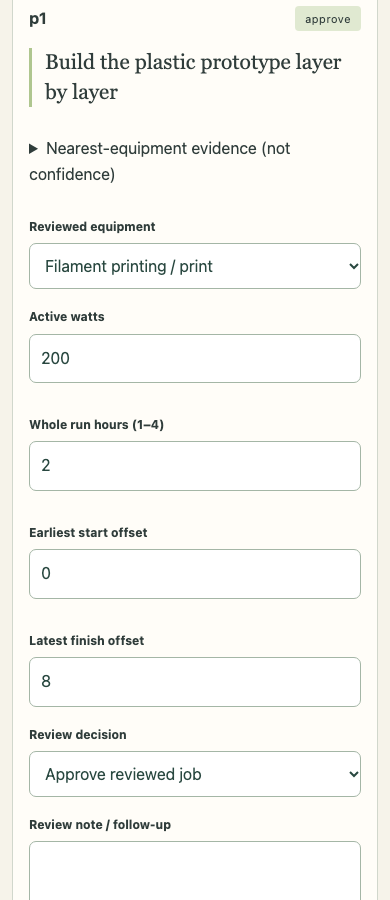 p1
approve
Build the plastic prototype layer
by layer
Nearest-equipment evidence (not
confidence)
Reviewed equipment
Filament printing / print
Active watts
200
Whole run hours (1–4)
2
Earliest start offset
0
Latest finish offset
8
Review decision
Approve reviewed job
Review note / follow-up